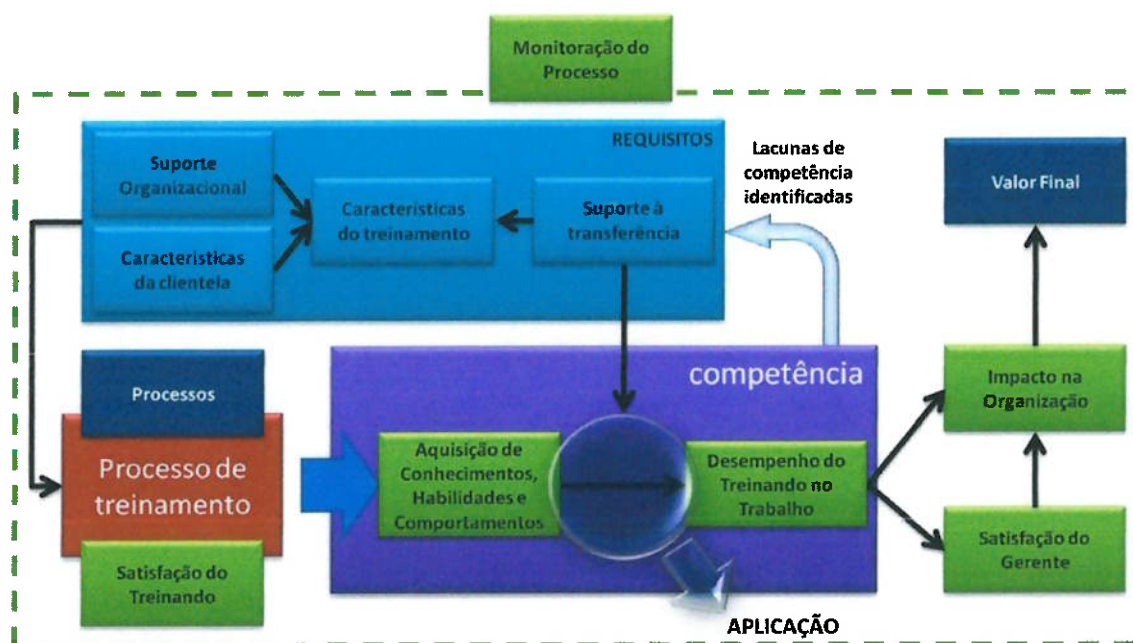 Monitoração do
Processo
REQUISITOS
Suporte
Organizacional
Características
da clientela
Características
do treinamento
Suporte à
transferência
Lacunas de
competência
identificadas
Valor Final
Processos
Processo de
treinamento
Satisfação do
Treinando
competência
Aquisição de
Conhecimentos,
Habilidades e
Comportamentos
Desempenho do
Treinando no
Trabalho
Impacto na
Organização
Satisfação do
Gerente
APLICAÇÃO